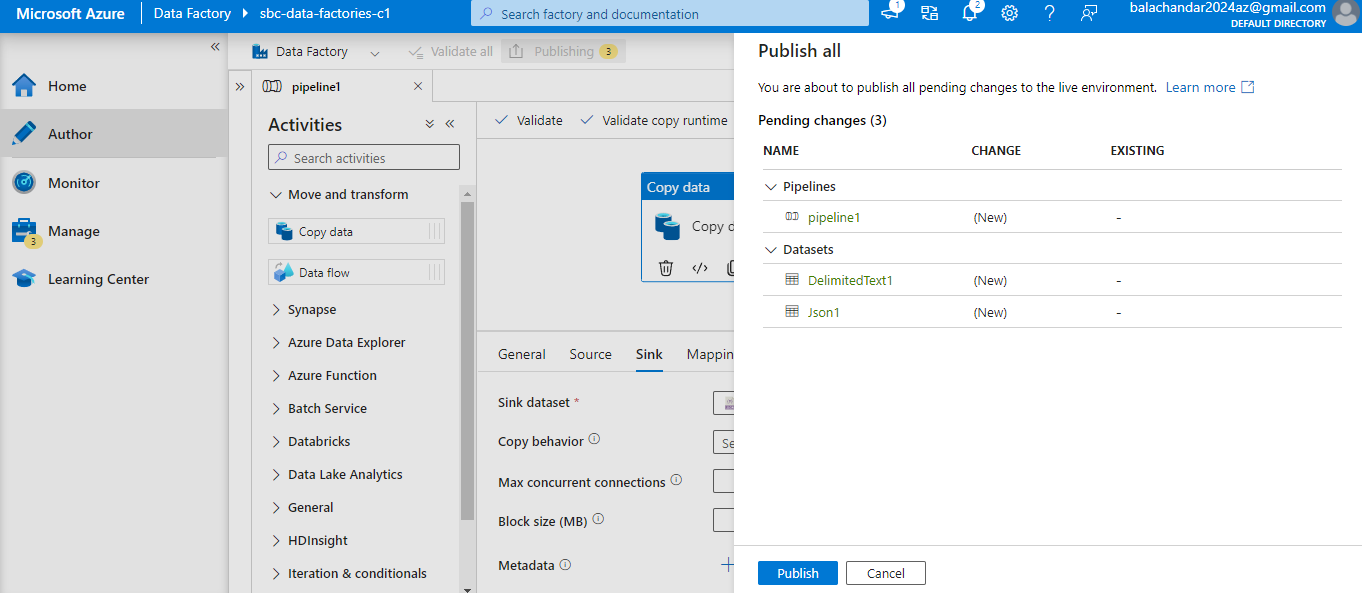 Microsoft Azure
Data Factory
sbc-data-factories-c1
Search factory and documentation
1
2
balachandar2024az@gmail.com
DEFAULT DIRECTORY
Home
Author
Monitor
Manage
3
Learning Center
Data Factory
Validate all
Publishing 3
pipeline1
Activities
Search activities
Move and transform
Copy data
Data flow
Synapse
Azure Data Explorer
Azure Function
Batch Service
Databricks
Data Lake Analytics
General
HDInsight
Iteration & conditionals
Validate
Validate copy runtime
Copy data
Copy d
General
Source
Sink
Mappin
Sink dataset *
Copy behavior
Se
Max concurrent connections
Block size (MB)
Metadata
Publish all
You are about to publish all pending changes to the live environment. Learn more
Pending changes (3)
NAME CHANGE EXISTING
Pipelines
pipeline1 (New) -
Datasets
DelimitedText1 (New) -
Json1 (New) -
Publish
Cancel